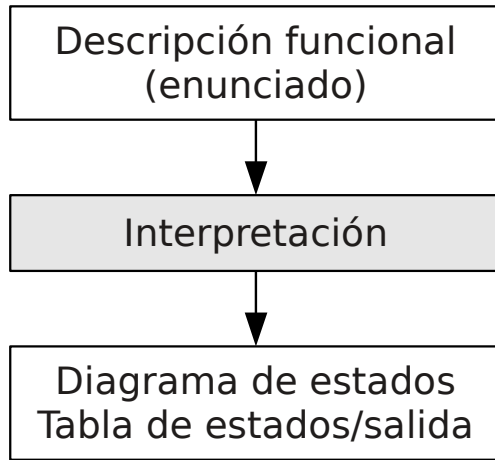 Descripción funcional
(enunciado)
Interpretación
Diagrama de estados
Tabla de estados/salida